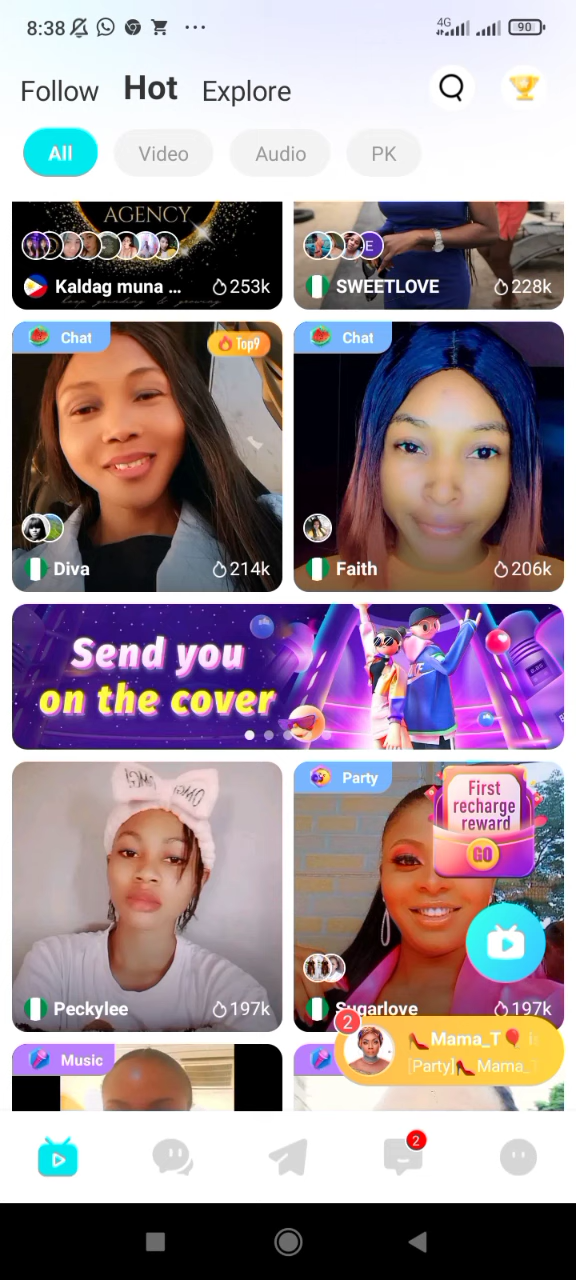 8:38
4G
90
Follow
Hot
Explore
All
Video
Audio
PK
AGENCY
Kaldag muna ...
253k
E
SWEETLOVE
228k
Chat
Top9
Diva
214k
Chat
Faith
206k
Send you
on the cover
OMG!
Peckylee
197k
Party
First
recharge
reward
GO
Sugarlove
197k
2
👠Mama_T🎈
[Party]👠Mama_T
Music
2